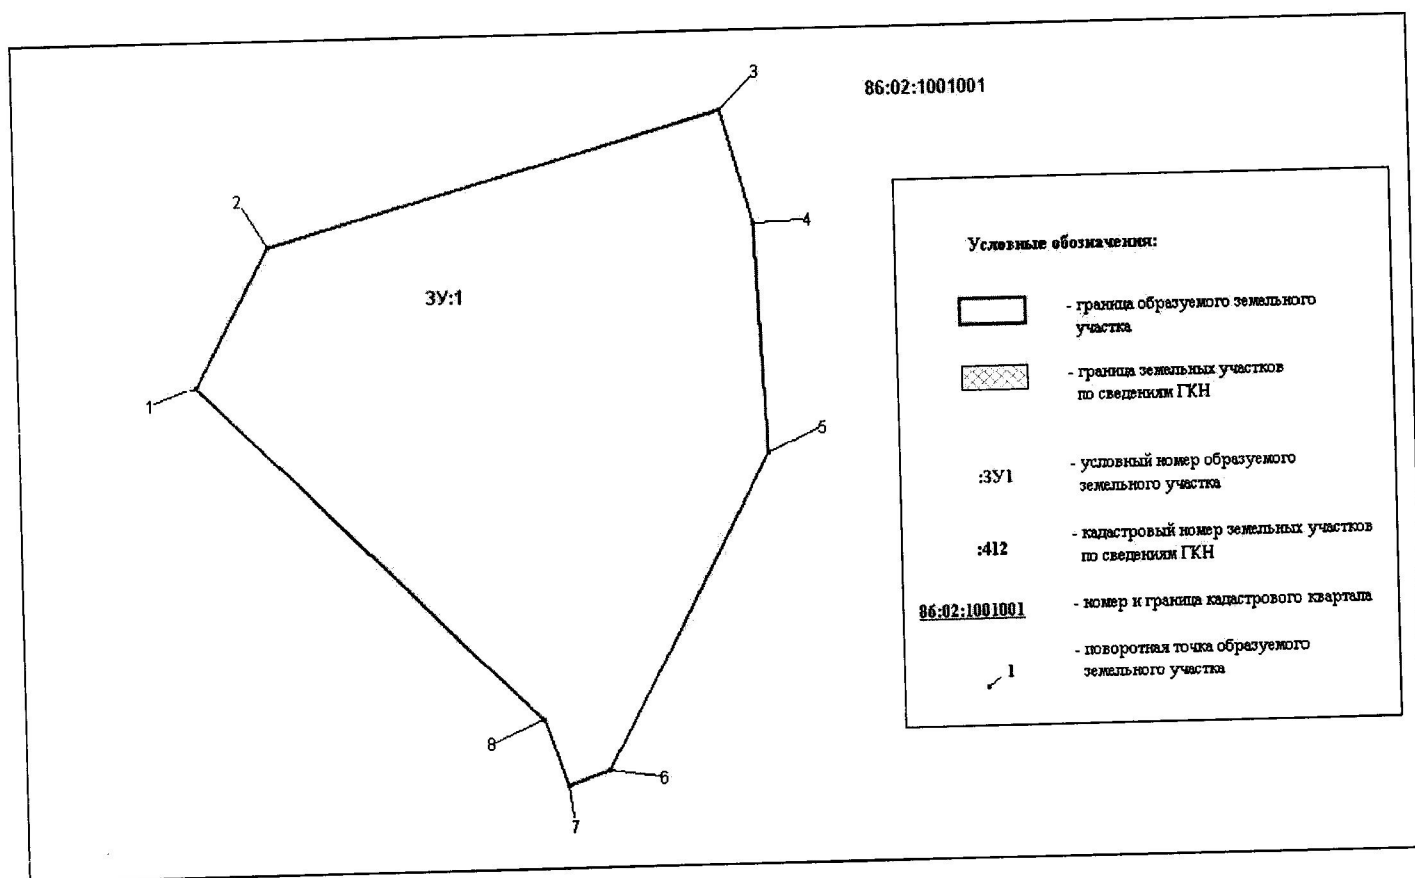 3
86:02:1001001
2
4
ЗУ:1
1
5
8
6
7
Условные обозначения:
- граница образуемого земельного
участка
- граница земельных участков
по сведениям ГКН
:ЗУ1
- условный номер образуемого
земельного участка
:412
- кадастровый номер земельных участков
по сведениям ГКН
86:02:1001001
- номер и граница кадастрового квартала
1
- поворотная точка образуемого
земельного участка